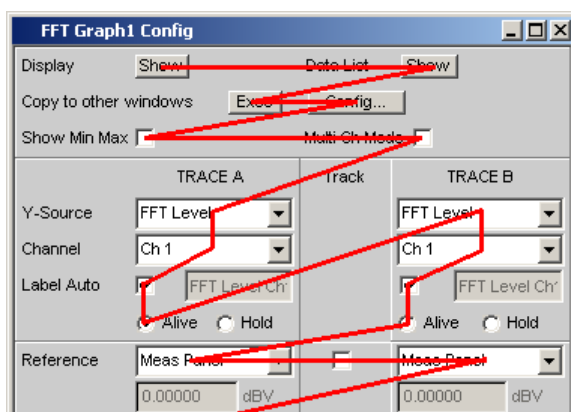 FFT Graph1 Config
Display Show Data List Show
Copy to other windows Exec Config...
Show Min Max Multi Ch Mode
TRACE A Track TRACE B
Y-Source FFT Level FFT Level
Channel Ch 1 Ch 1
Label Auto FFT Level Ch1 FFT Level Ch1
Alive Hold Alive Hold
Reference Meas Panel Meas Panel
0.00000 dBV 0.00000 dBV